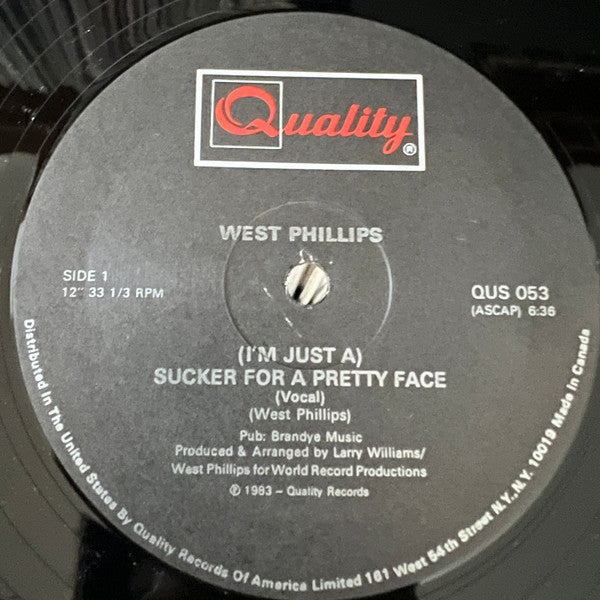 Quality®
WEST PHILLIPS
SIDE 1
12" 33 1/3 RPM
QUS 053
(ASCAP) 6:36
(I'M JUST A)
SUCKER FOR A PRETTY FACE
(Vocal)
(West Phillips)
Pub: Brandye Music
Produced & Arranged by Larry Williams/
West Phillips for World Record Productions
℗ 1983 – Quality Records
Distributed In The United States By Quality Records Of America Limited 161 West 54th Street N.Y., N.Y. 10019 Made In Canada